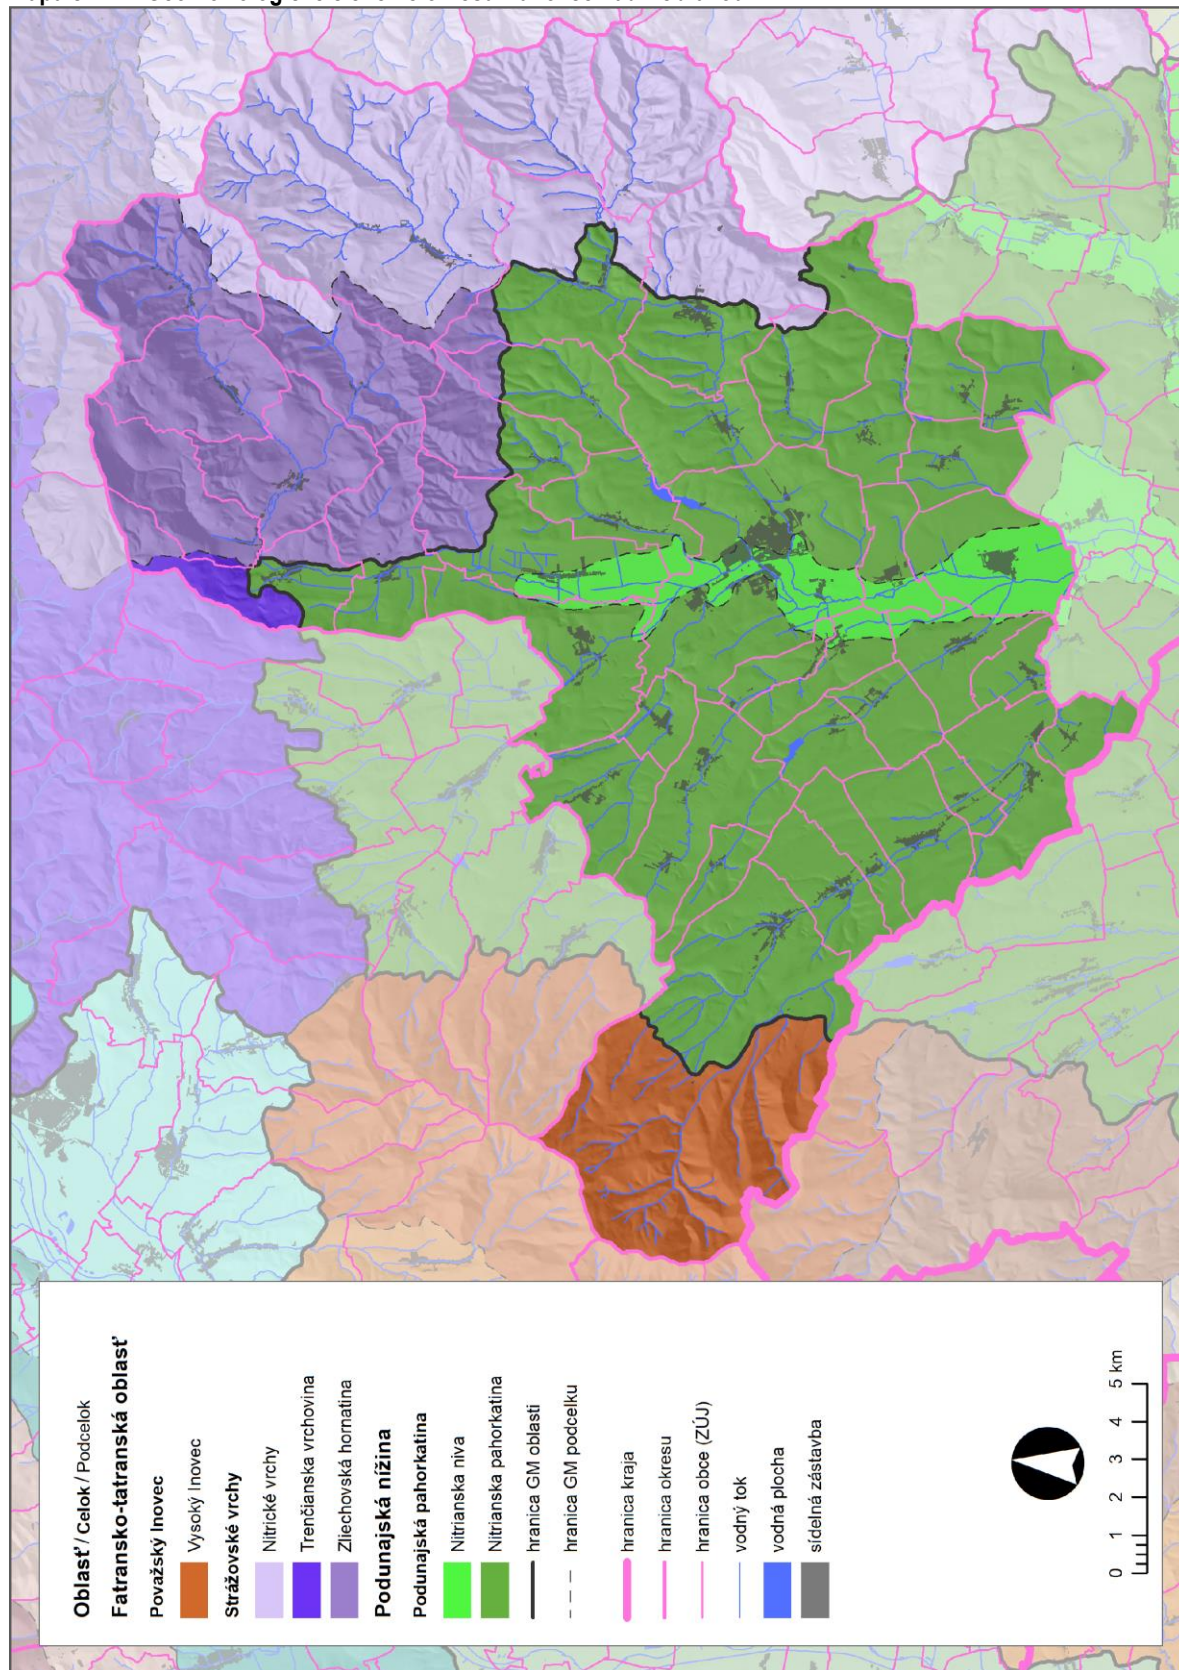 Oblasť / Celok / Podcelok
Fatransko-tatranská oblasť
Považský Inovec
Vysoký Inovec
Strážovské vrchy
Nitrické vrchy
Trenčianska vrchovina
Zliechovská hornatina
Podunajská nížina
Podunajská pahorkatina
Nitrianska niva
Nitrianska pahorkatina
hranica GM oblasti
hranica GM podcelku
hranica kraja
hranica okresu
hranica obce (ZÚJ)
vodný tok
vodná plocha
sídelná zástavba
0 1 2 3 4 5 km